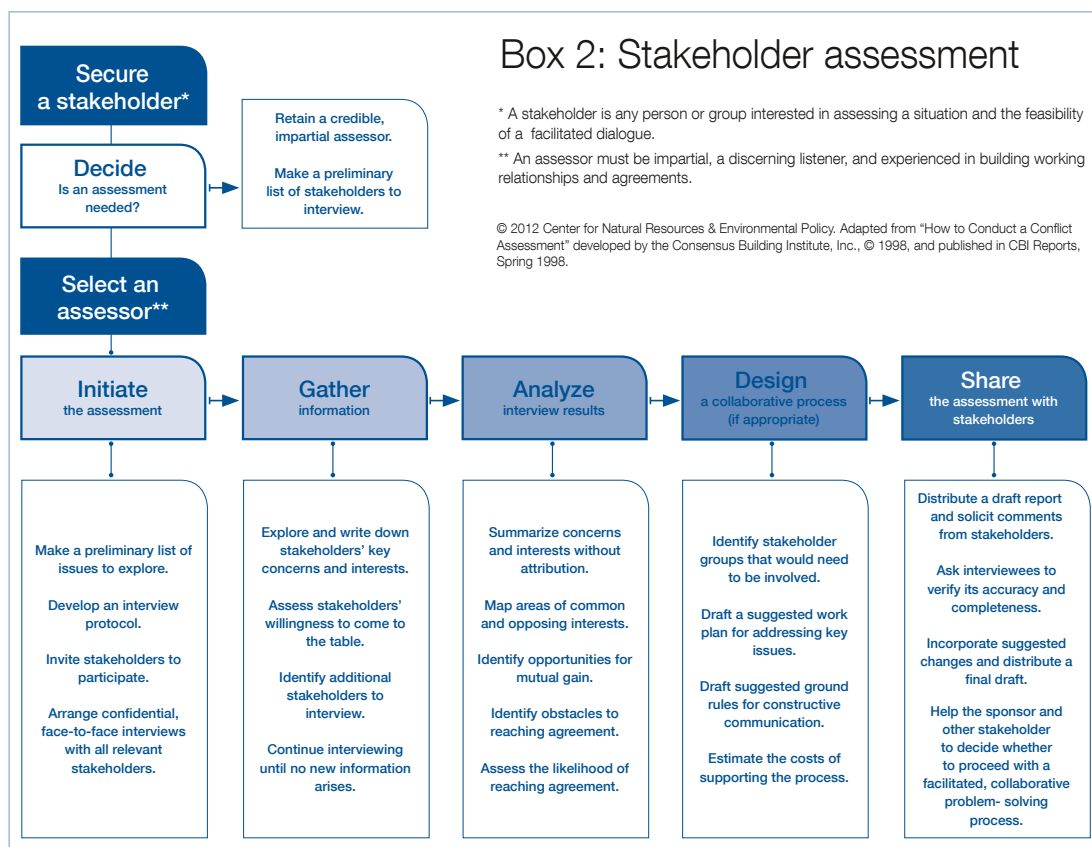 Box 2: Stakeholder assessment
* A stakeholder is any person or group interested in assessing a situation and the feasibility
of a facilitated dialogue.
** An assessor must be impartial, a discerning listener, and experienced in building working
relationships and agreements.
© 2012 Center for Natural Resources & Environmental Policy. Adapted from “How to Conduct a Conflict
Assessment” developed by the Consensus Building Institute, Inc., © 1998, and published in CBI Reports,
Spring 1998.
Secure
a stakeholder*
Decide
Is an assessment
needed?
Retain a credible,
impartial assessor.
Make a preliminary
list of stakeholders to
interview.
Select an
assessor**
Initiate
the assessment
Make a preliminary list of
issues to explore.
Develop an interview
protocol.
Invite stakeholders to
participate.
Arrange confidential,
face-to-face interviews
with all relevant
stakeholders.
Gather
information
Explore and write down
stakeholders’ key
concerns and interests.
Assess stakeholders’
willingness to come to
the table.
Identify additional
stakeholders to
interview.
Continue interviewing
until no new information
arises.
Analyze
interview results
Summarize concerns
and interests without
attribution.
Map areas of common
and opposing interests.
Identify opportunities for
mutual gain.
Identify obstacles to
reaching agreement.
Assess the likelihood of
reaching agreement.
Design
a collaborative process
(if appropriate)
Identify stakeholder
groups that would need
to be involved.
Draft a suggested work
plan for addressing key
issues.
Draft suggested ground
rules for constructive
communication.
Estimate the costs of
supporting the process.
Share
the assessment with
stakeholders
Distribute a draft report
and solicit comments
from stakeholders.
Ask interviewees to
verify its accuracy and
completeness.
Incorporate suggested
changes and distribute a
final draft.
Help the sponsor and
other stakeholder
to decide whether
to proceed with a
facilitated, collaborative
problem- solving
process.